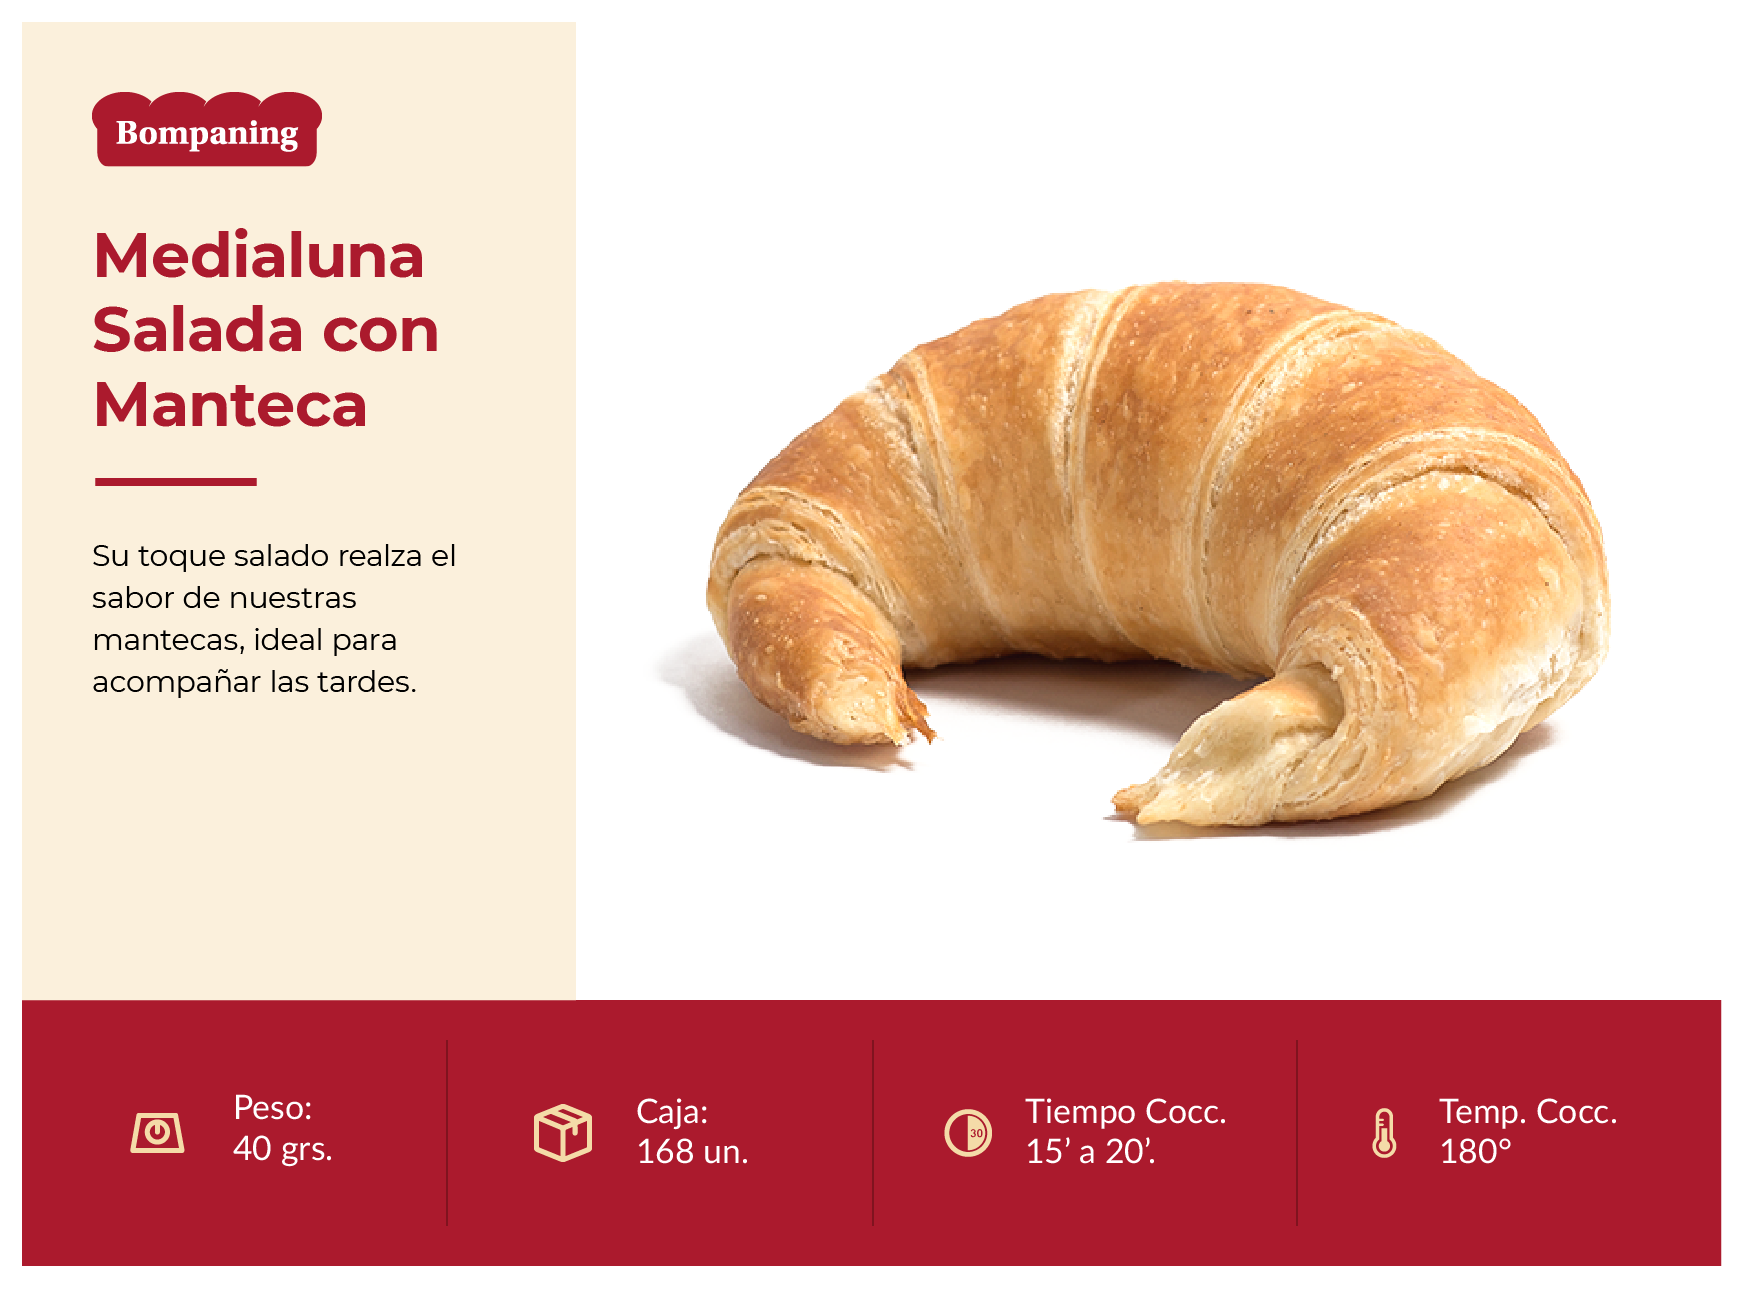 Bompaning
Medialuna
Salada con
Manteca
Su toque salado realza el
sabor de nuestras
mantecas, ideal para
acompañar las tardes.
Peso:
40 grs.
Caja:
168 un.
30
Tiempo Cocc.
15’ a 20’.
Temp. Cocc.
180°